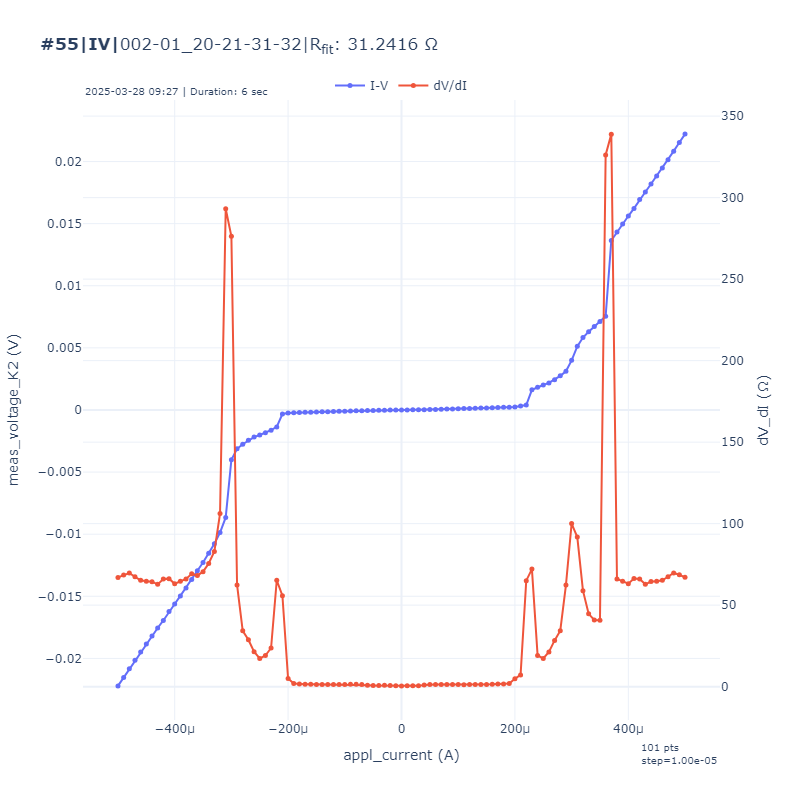 #55|IV|002-01_20-21-31-32|Rfit: 31.2416 Ω
2025-03-28 09:27 | Duration: 6 sec
I-V
dV/dI
0.02
0.015
0.01
0.005
0
−0.005
−0.01
−0.015
−0.02
meas_voltage_K2 (V)
350
300
250
200
150
100
50
0
dV_dI (Ω)
−400μ
−200μ
0
200μ
400μ
appl_current (A)
101 pts
step=1.00e-05